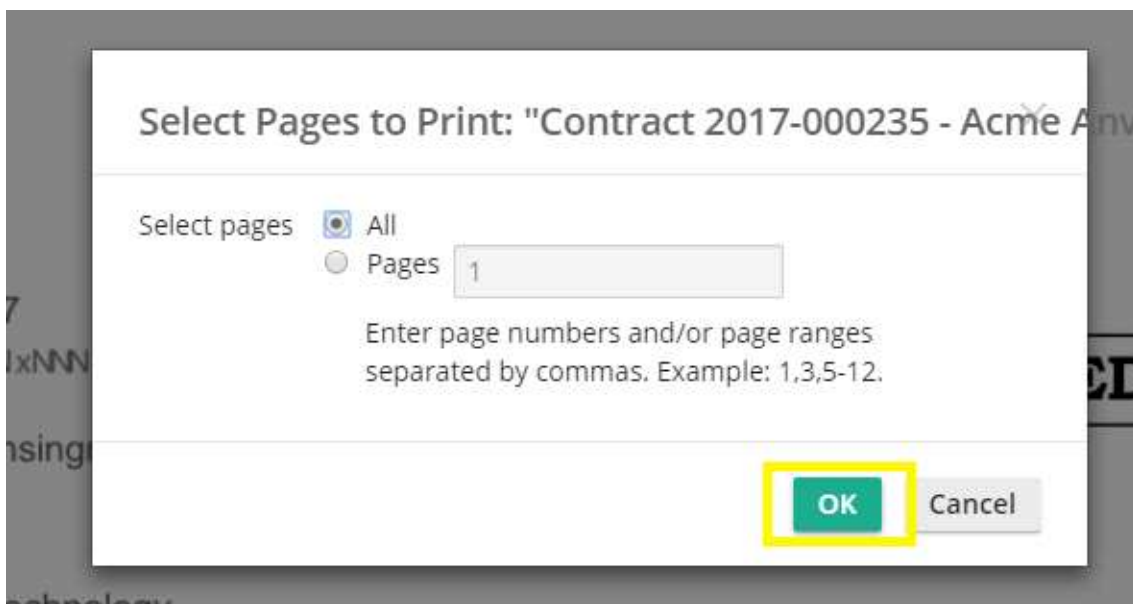 Select Pages to Print: "Contract 2017-000235 - Acme Anv
Select pages All
Pages 1
Enter page numbers and/or page ranges
separated by commas. Example: 1,3,5-12.
OK Cancel